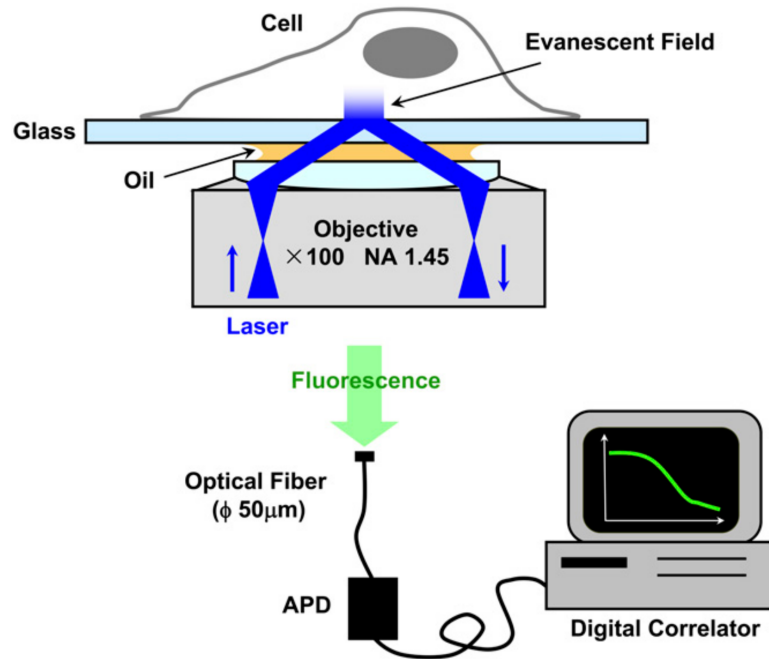 Cell
Evanescent Field
Glass
Oil
Objective
×100 NA 1.45
Laser
Fluorescence
Optical Fiber
(ϕ 50μm)
APD
Digital Correlator